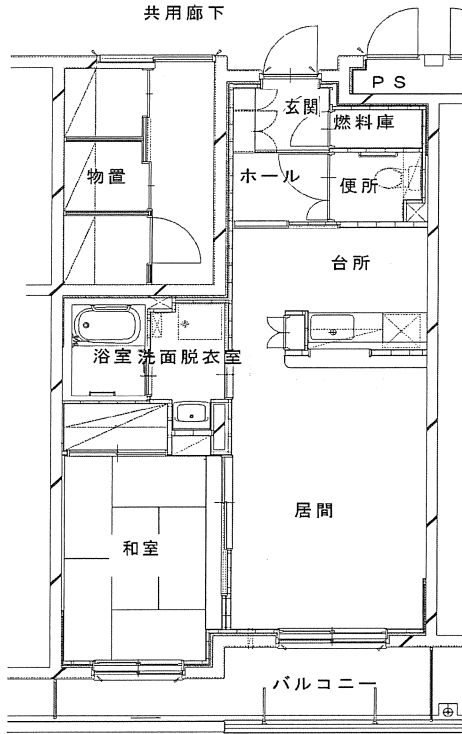 共用廊下
PS
玄関
燃料庫
物置
ホール
便所
台所
浴室
洗面脱衣室
居間
和室
バルコニー